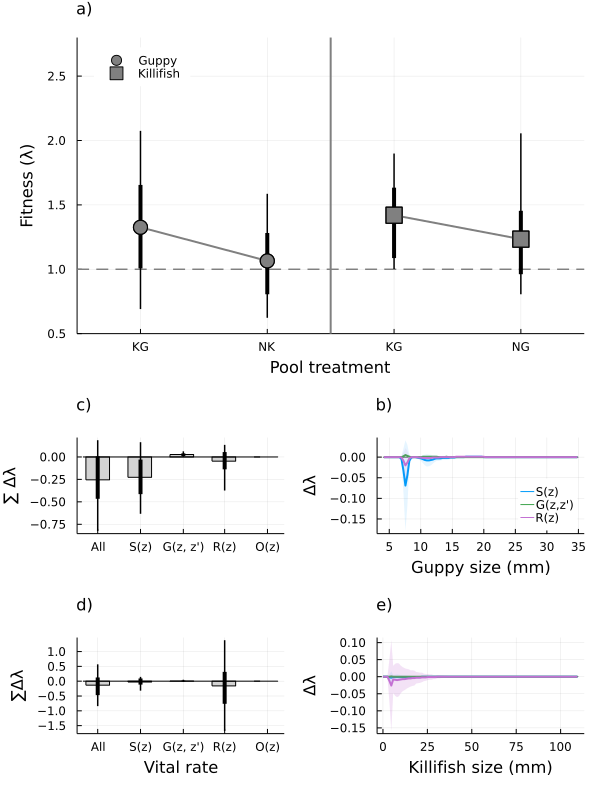 a)
Guppy
Killifish
2.5
2.0
1.5
1.0
0.5
Fitness (λ)
KG
NK
KG
NG
Pool treatment
c)
0.00
−0.25
−0.50
−0.75
∑ Δλ
All
S(z)
G(z, z')
R(z)
O(z)
b)
0.00
−0.05
−0.10
−0.15
Δλ
S(z)
G(z,z')
R(z)
5
10
15
20
25
30
35
Guppy size (mm)
d)
1.0
0.5
0.0
−0.5
−1.0
−1.5
∑Δλ
All
S(z)
G(z, z')
R(z)
O(z)
Vital rate
e)
0.10
0.05
0.00
−0.05
−0.10
−0.15
Δλ
0
25
50
75
100
Killifish size (mm)